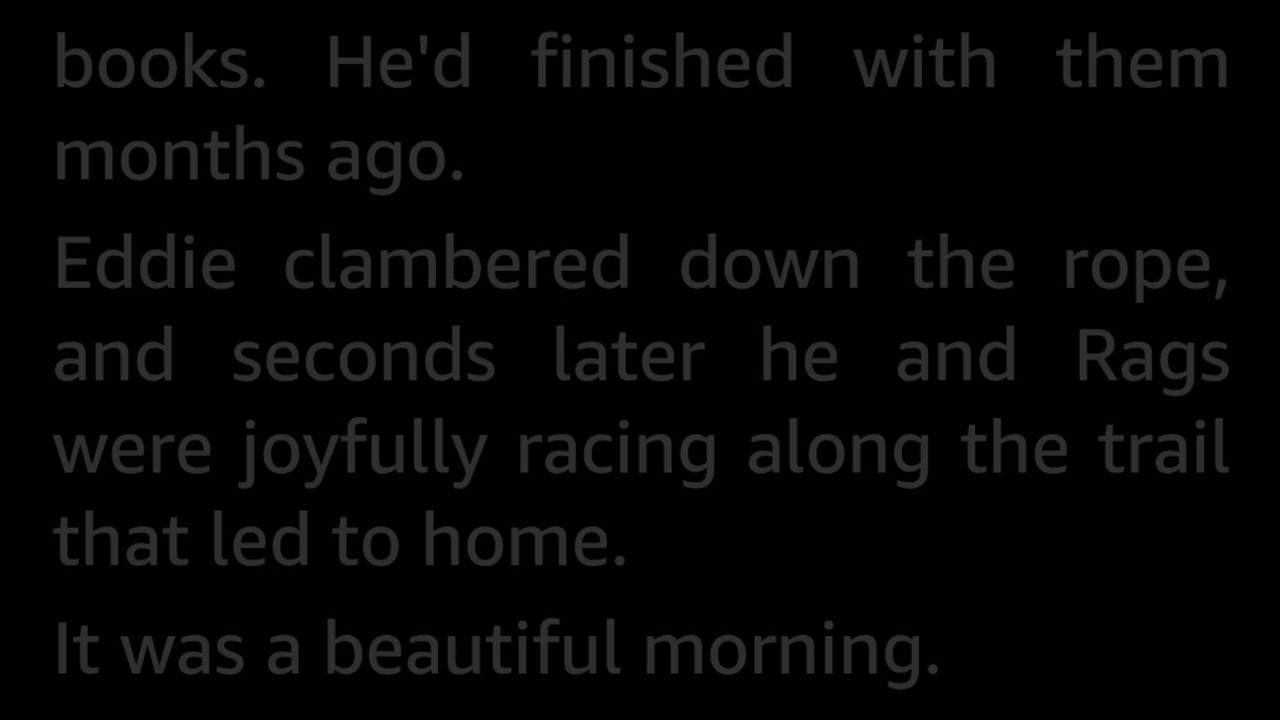 books. He'd finished with them
months ago.
Eddie clambered down the rope,
and seconds later he and Rags
were joyfully racing along the trail
that led to home.
It was a beautiful morning.